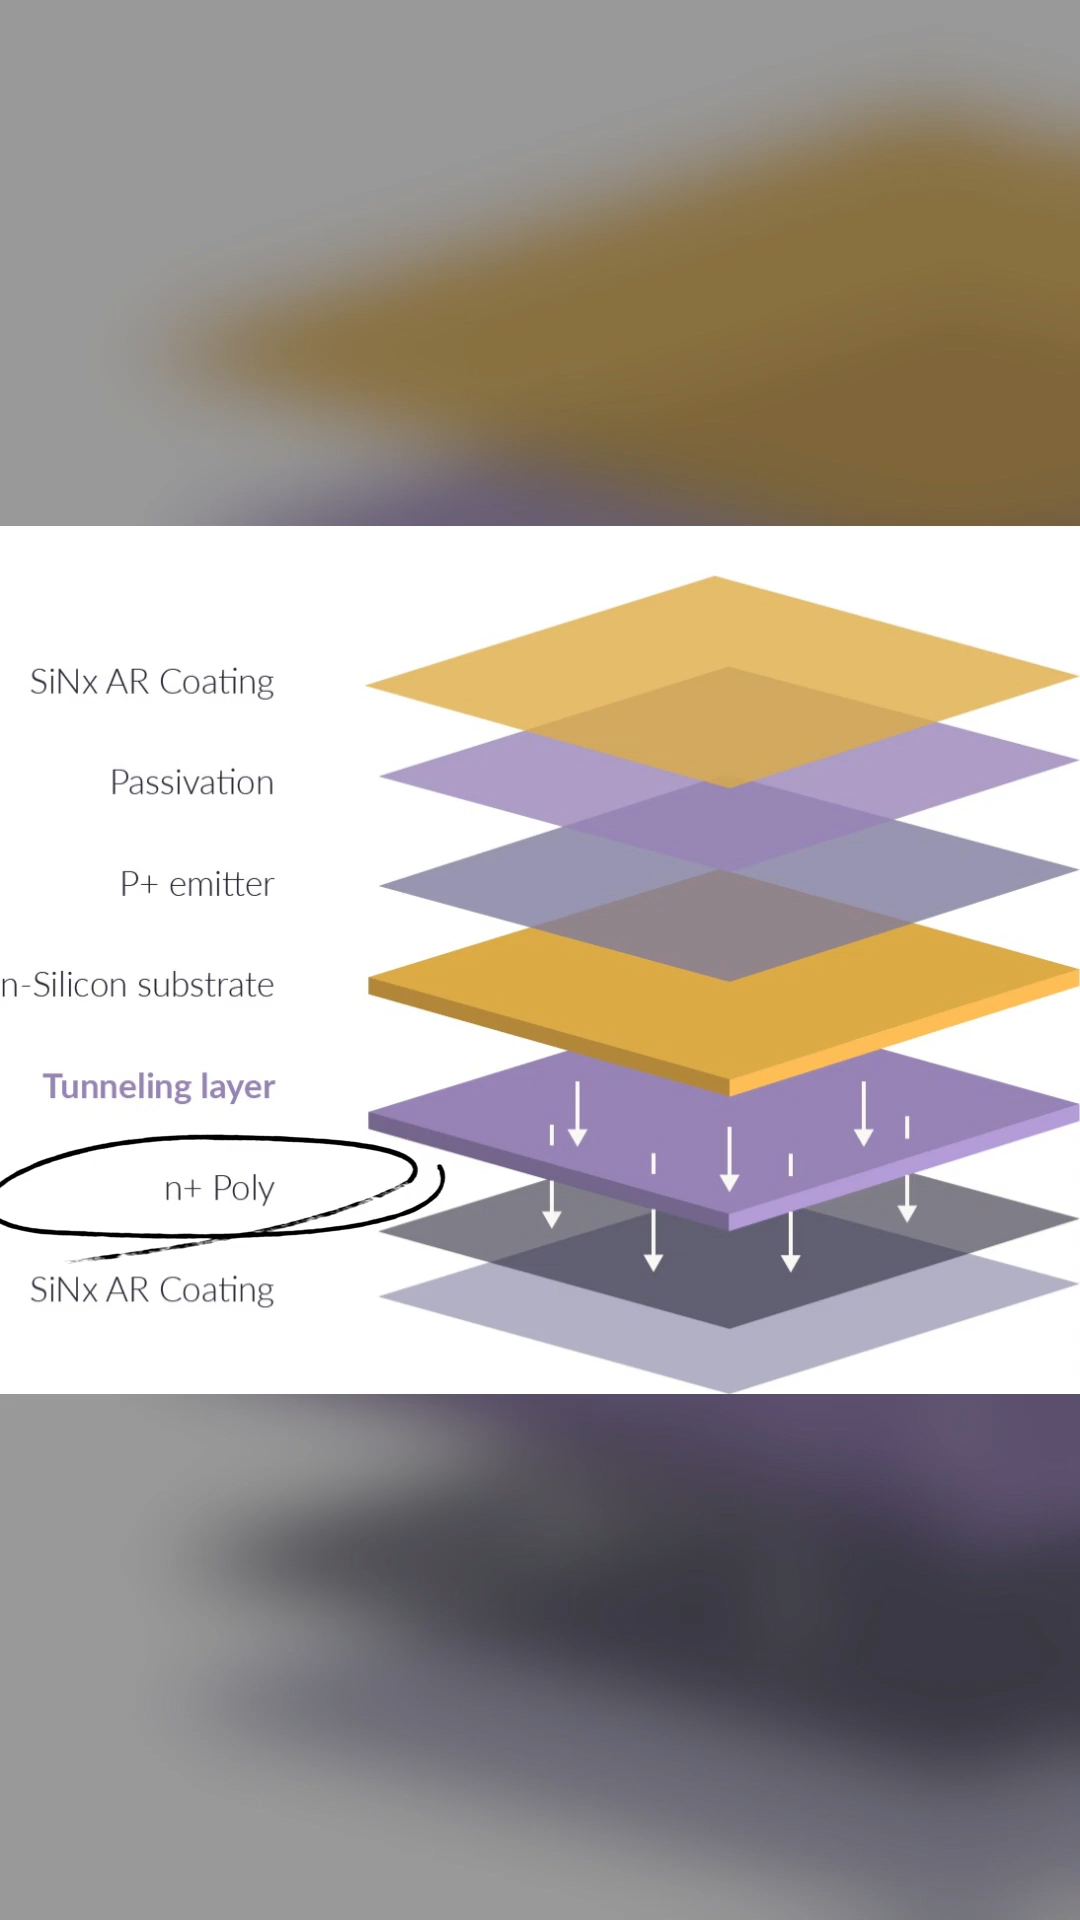 SiNx AR Coating
Passivation
P+ emitter
n-Silicon substrate
Tunneling layer
n+ Poly
SiNx AR Coating